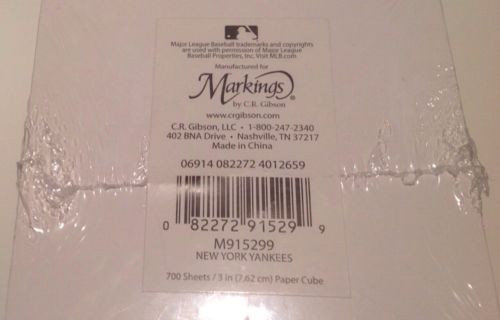 Major League Baseball trademarks and copyrights
are used with permission of Major League
Baseball Properties, Inc. Visit MLB.com
Manufactured for
Markings®
by C.R. Gibson
www.crgibson.com
C.R. Gibson, LLC • 1-800-247-2340
402 BNA Drive • Nashville, TN 37217
Made in China
06914 082272 4012659
0 82272 91529 9
M915299
NEW YORK YANKEES
700 Sheets / 3 in (7.62 cm) Paper Cube